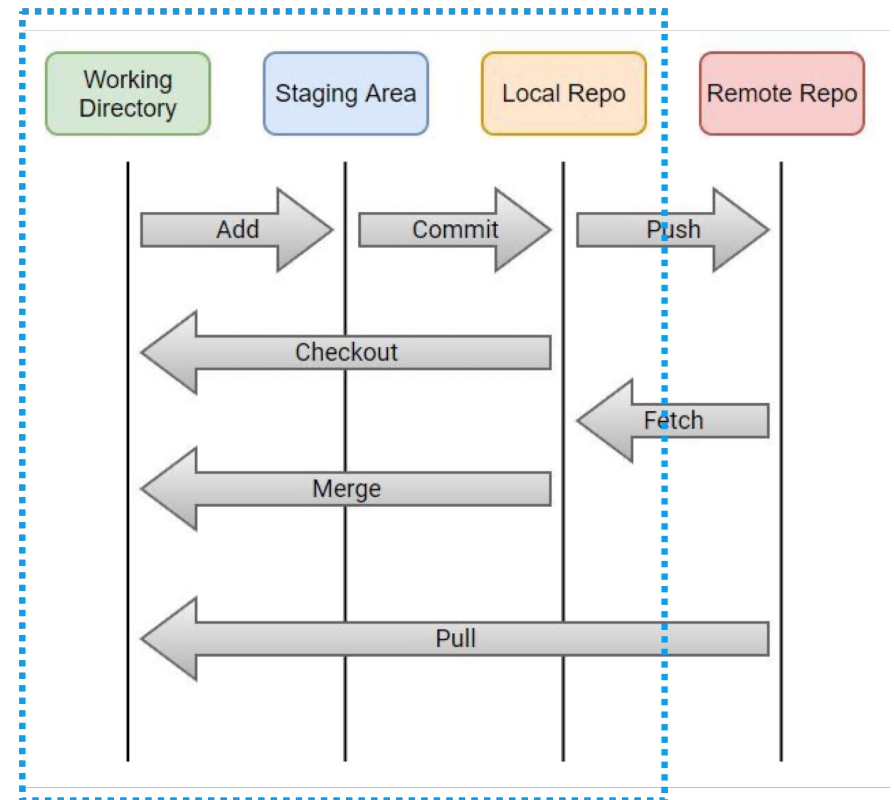 Working
Directory
Staging Area
Local Repo
Remote Repo
Add
Commit
Push
Checkout
Fetch
Merge
Pull